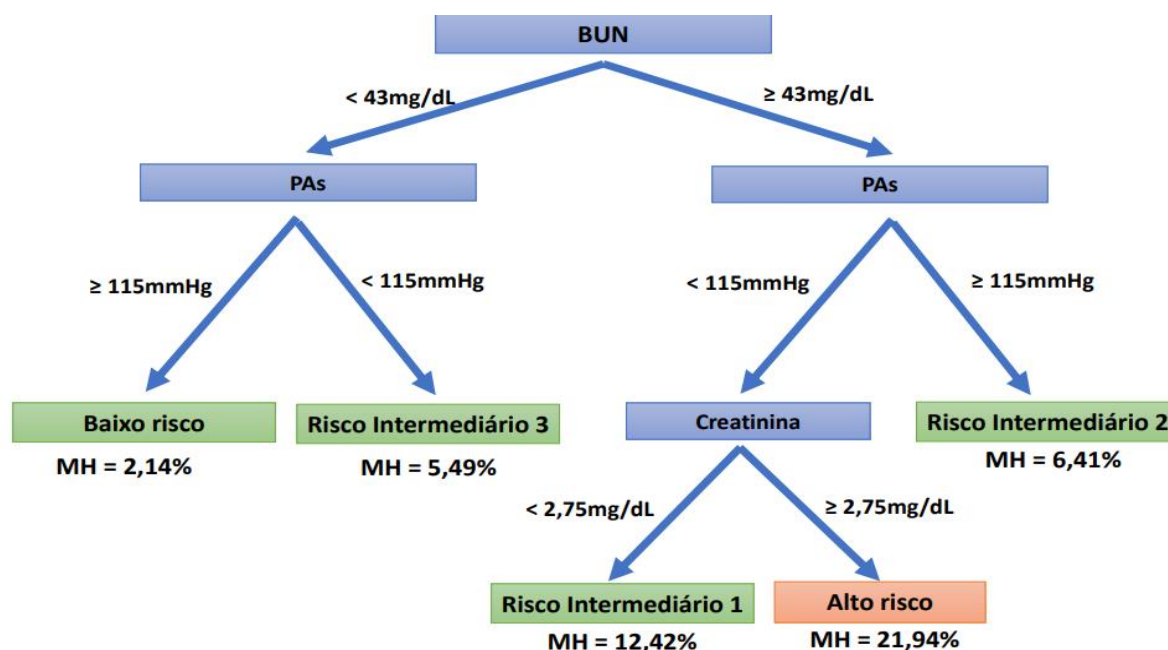 BUN
< 43mg/dL
≥ 43mg/dL
PAs
PAs
≥ 115mmHg
< 115mmHg
< 115mmHg
≥ 115mmHg
Baixo risco
MH = 2,14%
Risco Intermediário 3
MH = 5,49%
Creatinina
Risco Intermediário 2
MH = 6,41%
< 2,75mg/dL
≥ 2,75mg/dL
Risco Intermediário 1
MH = 12,42%
Alto risco
MH = 21,94%